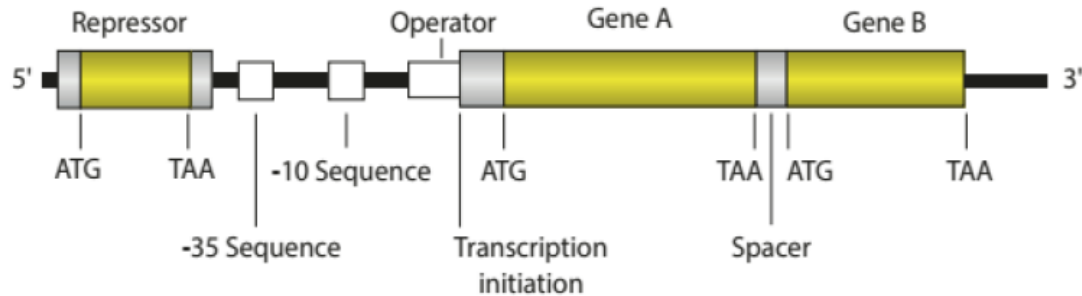 Repressor
Operator
Gene A
Gene B
5'
3'
ATG
TAA
-10 Sequence
ATG
TAA
ATG
TAA
-35 Sequence
Transcription
initiation
Spacer